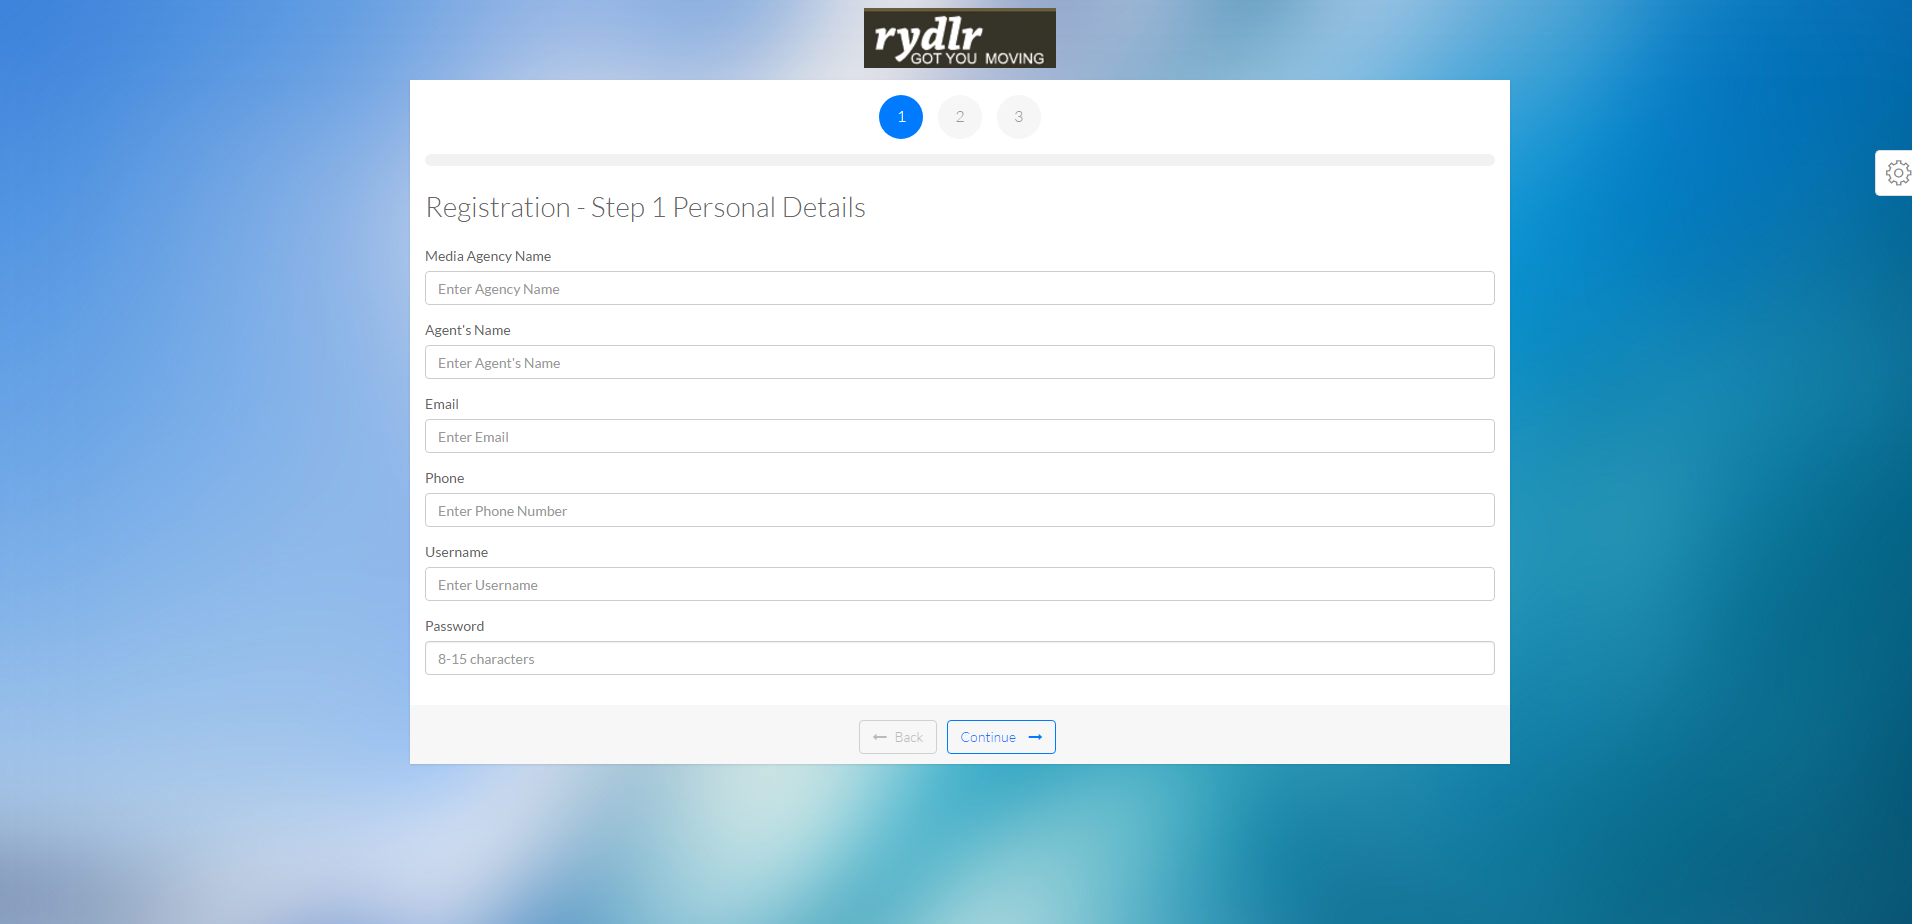 rydlr
GOT YOU MOVING
1 2 3
Registration - Step 1 Personal Details
Media Agency Name
Enter Agency Name
Agent's Name
Enter Agent's Name
Email
Enter Email
Phone
Enter Phone Number
Username
Enter Username
Password
8-15 characters
Back Continue